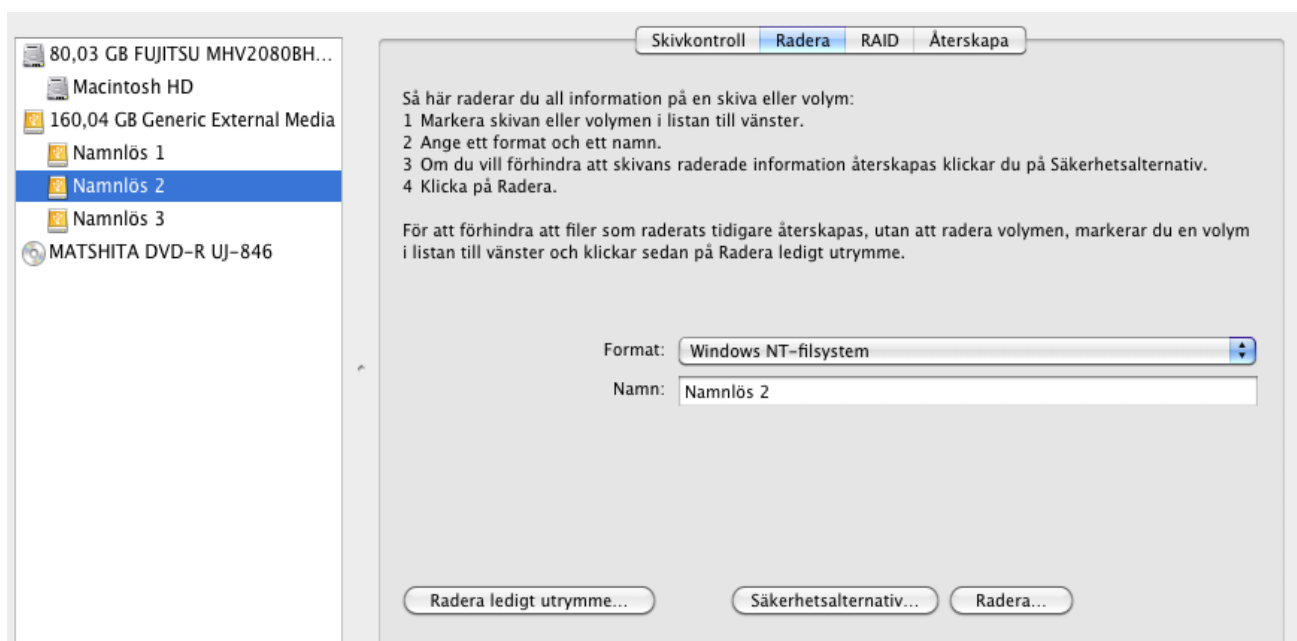 80,03 GB FUJITSU MHV2080BH...
Macintosh HD
160,04 GB Generic External Media
Namnlös 1
Namnlös 2
Namnlös 3
MATSHITA DVD-R UJ-846
Skivkontroll Radera RAID Återskapa
Så här raderar du all information på en skiva eller volym:
1 Markera skivan eller volymen i listan till vänster.
2 Ange ett format och ett namn.
3 Om du vill förhindra att skivans raderade information återskapas klickar du på Säkerhetsalternativ.
4 Klicka på Radera.
För att förhindra att filer som raderats tidigare återskapas, utan att radera volymen, markerar du en volym
i listan till vänster och klickar sedan på Radera ledigt utrymme.
Format: Windows NT-filsystem
Namn: Namnlös 2
Radera ledigt utrymme... Säkerhetsalternativ... Radera...